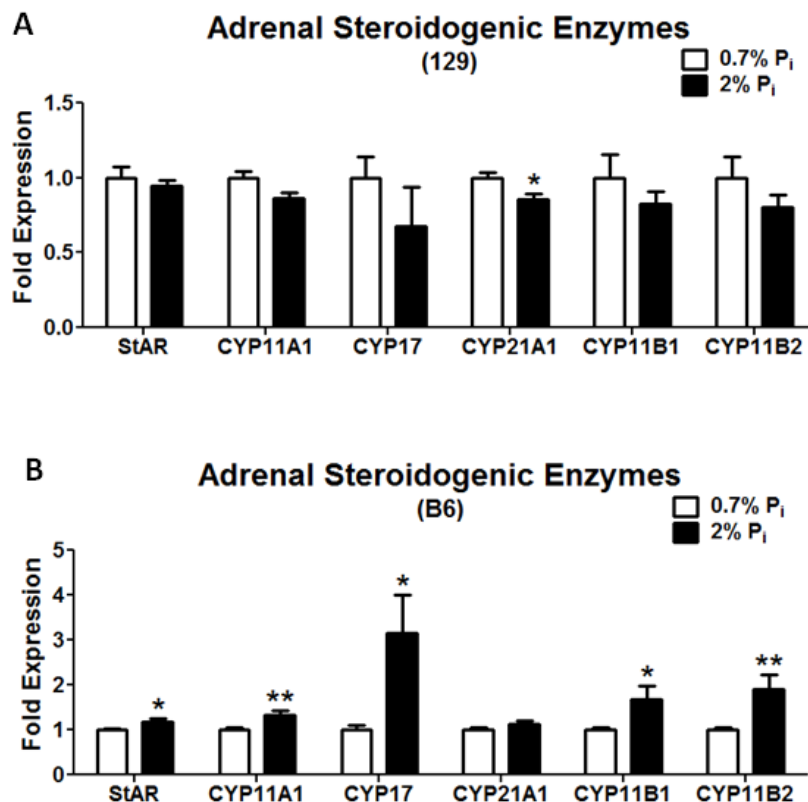 A
Adrenal Steroidogenic Enzymes
(129)
0.7% Pi
2% Pi
Fold Expression
1.5
1.0
0.5
0.0
*
StAR CYP11A1 CYP17 CYP21A1 CYP11B1 CYP11B2
B
Adrenal Steroidogenic Enzymes
(B6)
0.7% Pi
2% Pi
Fold Expression
5
4
3
2
1
0
* ** * * **
StAR CYP11A1 CYP17 CYP21A1 CYP11B1 CYP11B2